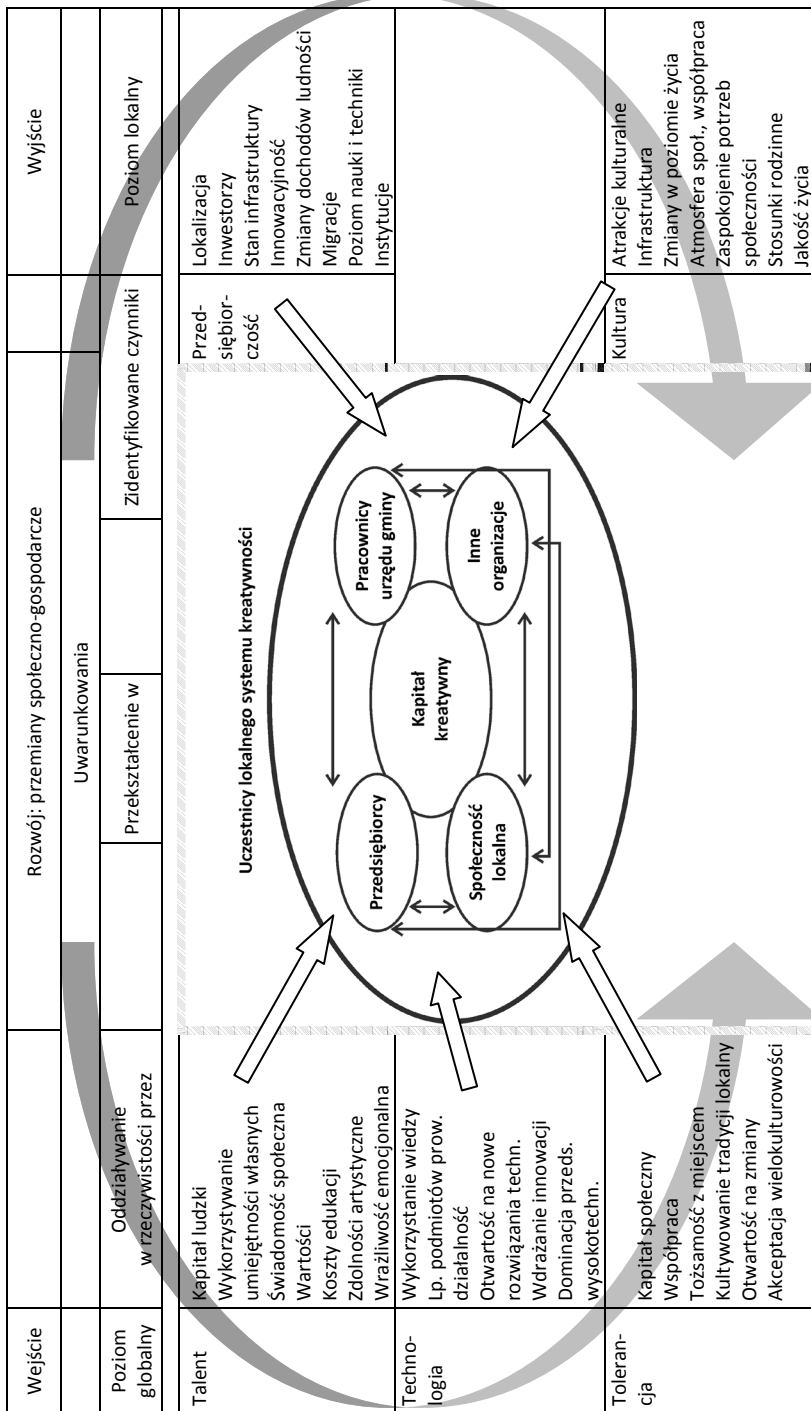 Wejście
Rozwój: przemiany społeczno-gospodarcze
Wyjście
Uwarunkowania
Poziom
globalny
Oddziaływanie
w rzeczywistości przez
Przekształcenie w
Zidentyfikowane czynniki
Poziom lokalny
Talent
Kapitał ludzki
Wykorzystywanie
umiejętności własnych
Świadomość społeczna
Wartości
Koszty edukacji
Zdolności artystyczne
Wrażliwość emocjonalna
Techno-
logia
Wykorzystanie wiedzy
Lp. podmiotów prow.
działalność
Otwartość na nowe
rozwiązania techn.
Wdrażanie innowacji
Dominacja przeds.
wysokotechn.
Toleran-
cja
Kapitał społeczny
Współpraca
Tożsamość z miejscem
Kultywowanie tradycji lokalny
Otwartość na zmiany
Akceptacja wielokulturowości
Uczestnicy lokalnego systemu kreatywności
Przedsiębiorcy
Pracownicy
urzędu gminy
Kapitał
kreatywny
Społeczność
lokalna
Inne
organizacje
Przed-
siębior-
czość
Lokalizacja
Inwestorzy
Stan infrastruktury
Innowacyjność
Zmiany dochodów ludności
Migracje
Poziom nauki i techniki
Instytucje
Kultura
Atrakcje kulturalne
Infrastruktura
Zmiany w poziomie życia
Atmosfera społ., współpraca
Zaspokojenie potrzeb
społeczności
Stosunki rodzinne
Jakość życia